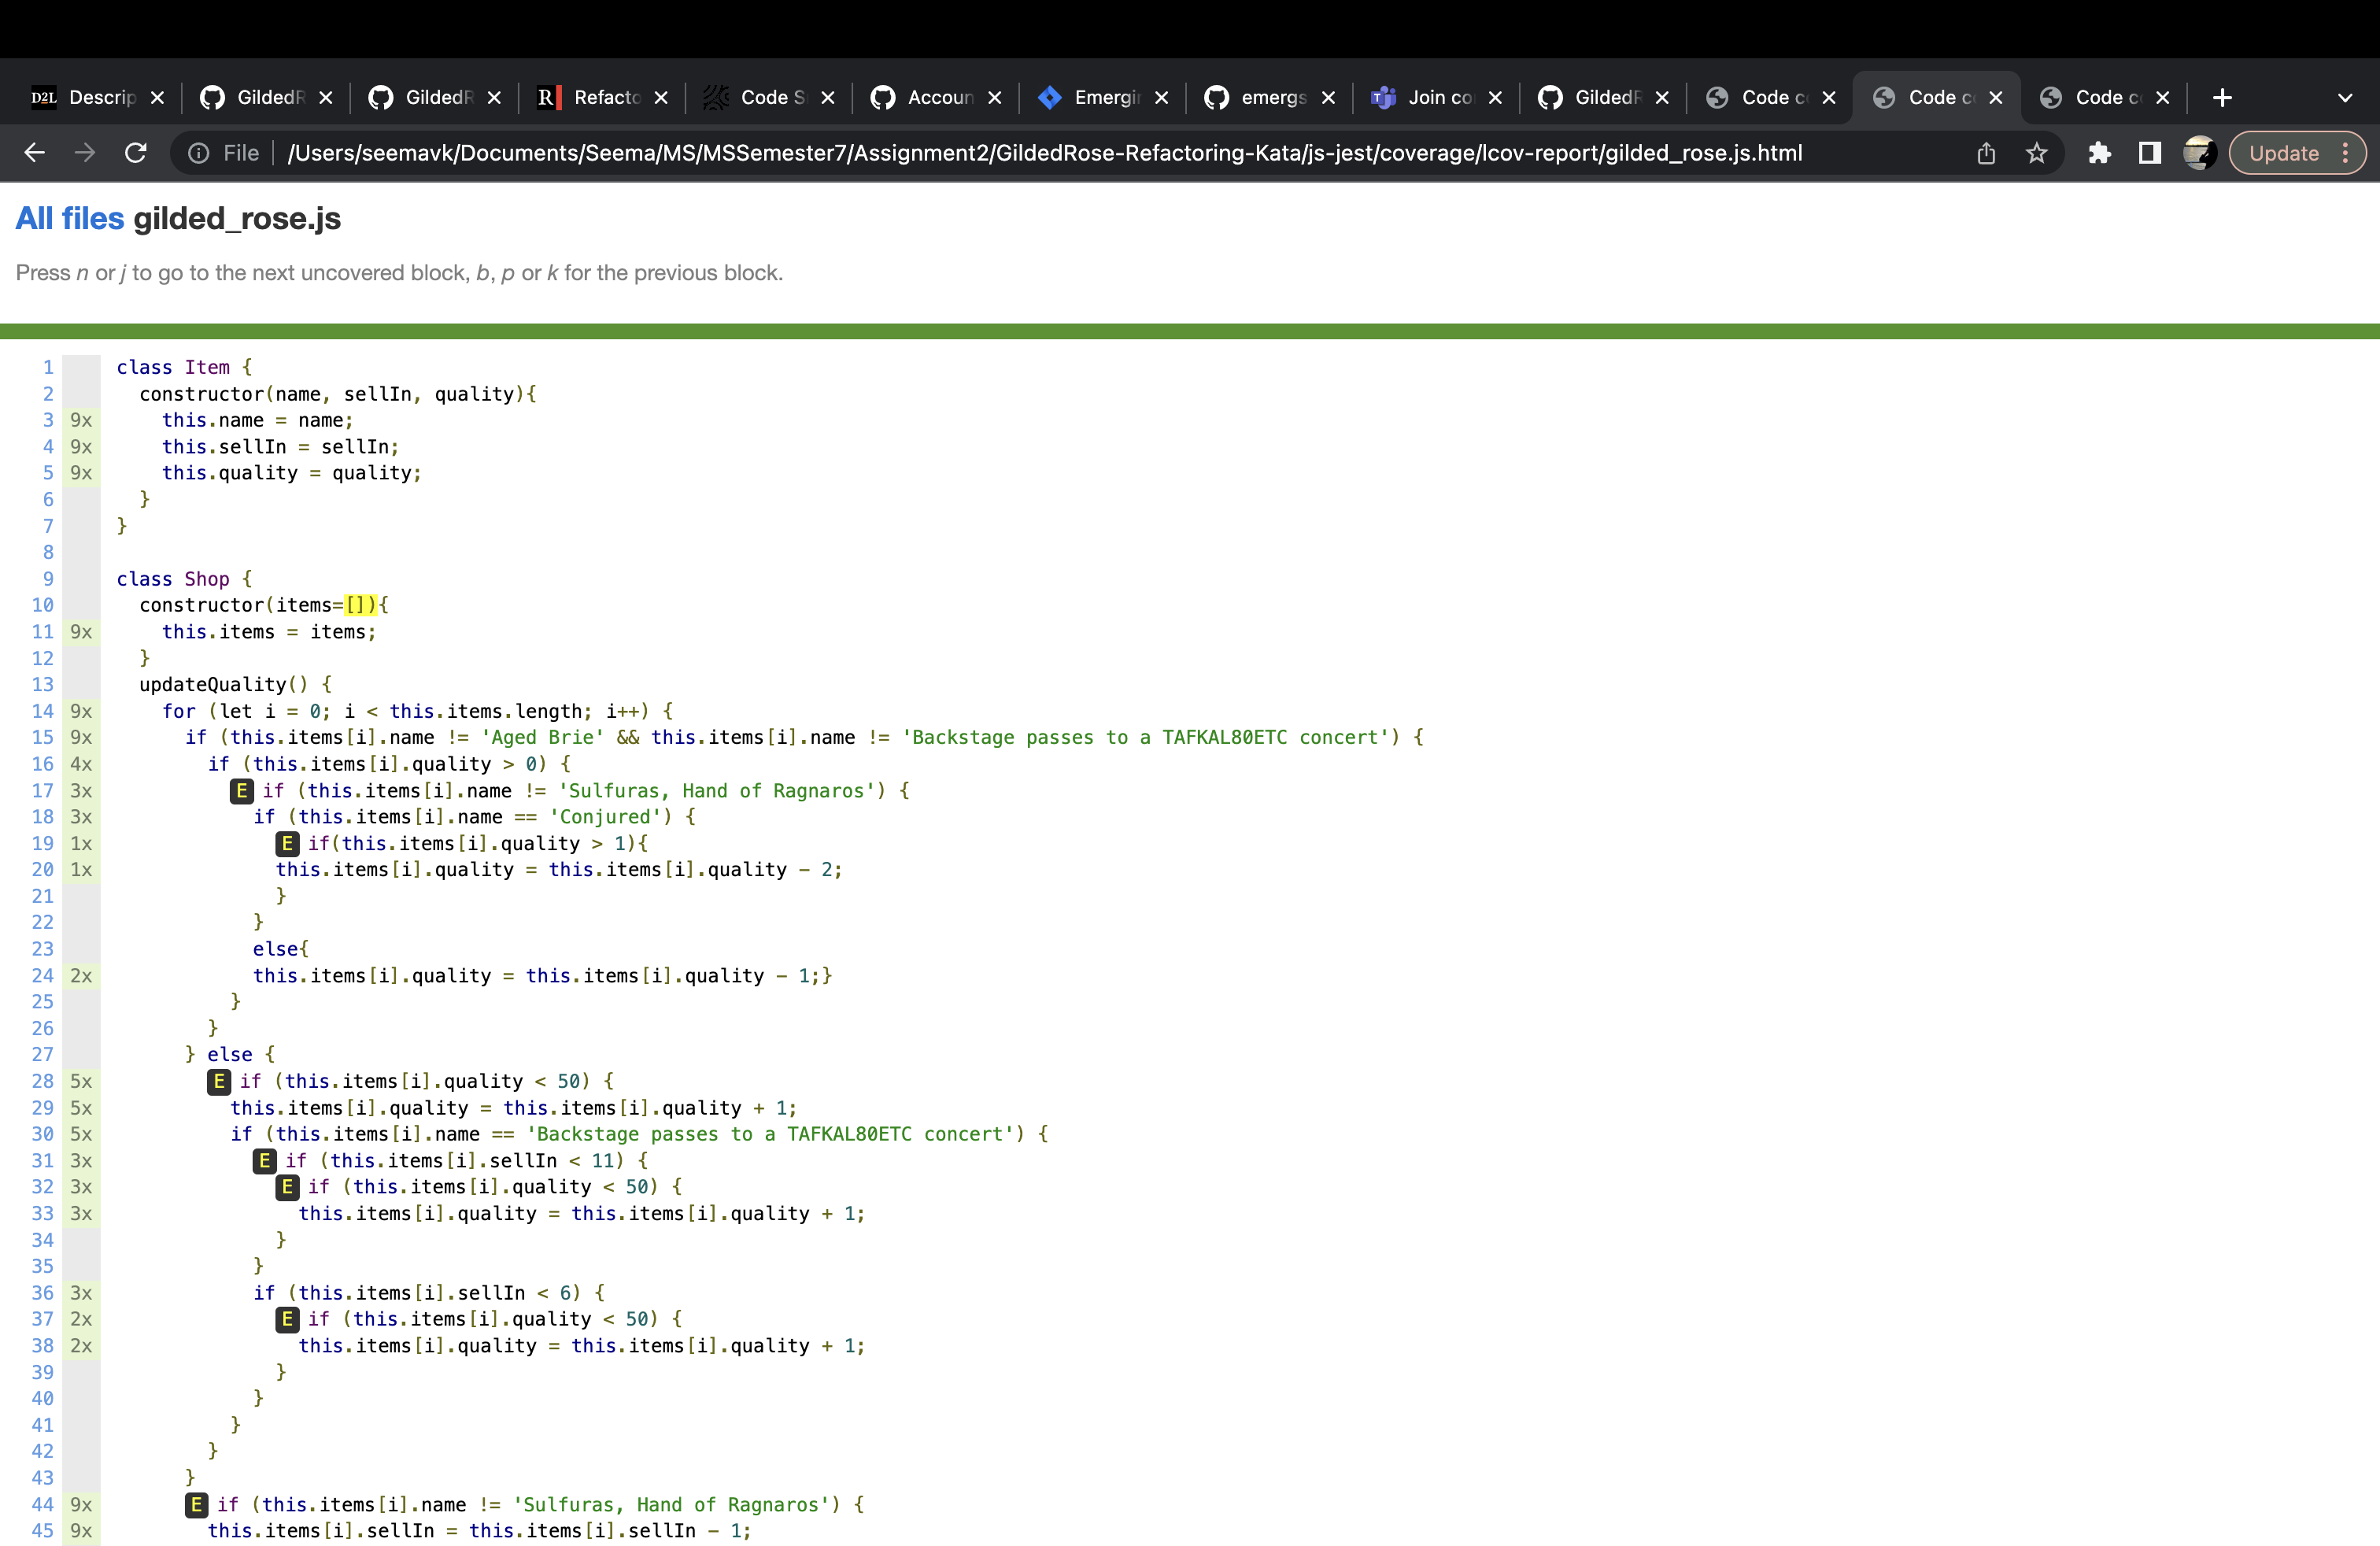 D2L Descrip
GildedR
GildedR
R Refacto
Code S
Accoun
Emergin
emergs
Join co
GildedR
Code c
Code c
Code c
File /Users/seemavk/Documents/Seema/MS/MSSemester7/Assignment2/GildedRose-Refactoring-Kata/js-jest/coverage/lcov-report/gilded_rose.js.html Update
All files gilded_rose.js
Press n or j to go to the next uncovered block, b, p or k for the previous block.
1 class Item {
2 constructor(name, sellIn, quality){
3 9x this.name = name;
4 9x this.sellIn = sellIn;
5 9x this.quality = quality;
6 }
7 }
8
9 class Shop {
10 constructor(items=[]){
11 9x this.items = items;
12 }
13 updateQuality() {
14 9x for (let i = 0; i < this.items.length; i++) {
15 9x if (this.items[i].name != 'Aged Brie' && this.items[i].name != 'Backstage passes to a TAFKAL80ETC concert') {
16 4x if (this.items[i].quality > 0) {
17 3x E if (this.items[i].name != 'Sulfuras, Hand of Ragnaros') {
18 3x if (this.items[i].name == 'Conjured') {
19 1x E if(this.items[i].quality > 1){
20 1x this.items[i].quality = this.items[i].quality - 2;
21 }
22 }
23 else{
24 2x this.items[i].quality = this.items[i].quality - 1;}
25 }
26 }
27 } else {
28 5x E if (this.items[i].quality < 50) {
29 5x this.items[i].quality = this.items[i].quality + 1;
30 5x if (this.items[i].name == 'Backstage passes to a TAFKAL80ETC concert') {
31 3x E if (this.items[i].sellIn < 11) {
32 3x E if (this.items[i].quality < 50) {
33 3x this.items[i].quality = this.items[i].quality + 1;
34 }
35 }
36 3x if (this.items[i].sellIn < 6) {
37 2x E if (this.items[i].quality < 50) {
38 2x this.items[i].quality = this.items[i].quality + 1;
39 }
40 }
41 }
42 }
43 }
44 9x E if (this.items[i].name != 'Sulfuras, Hand of Ragnaros') {
45 9x this.items[i].sellIn = this.items[i].sellIn - 1;